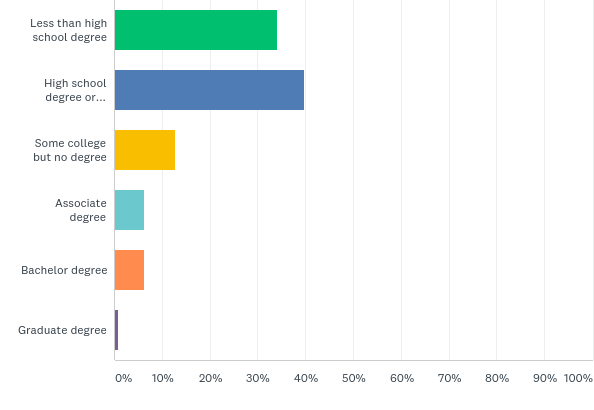 Less than high
school degree
High school
degree or...
Some college
but no degree
Associate
degree
Bachelor degree
Graduate degree
0% 10% 20% 30% 40% 50% 60% 70% 80% 90% 100%